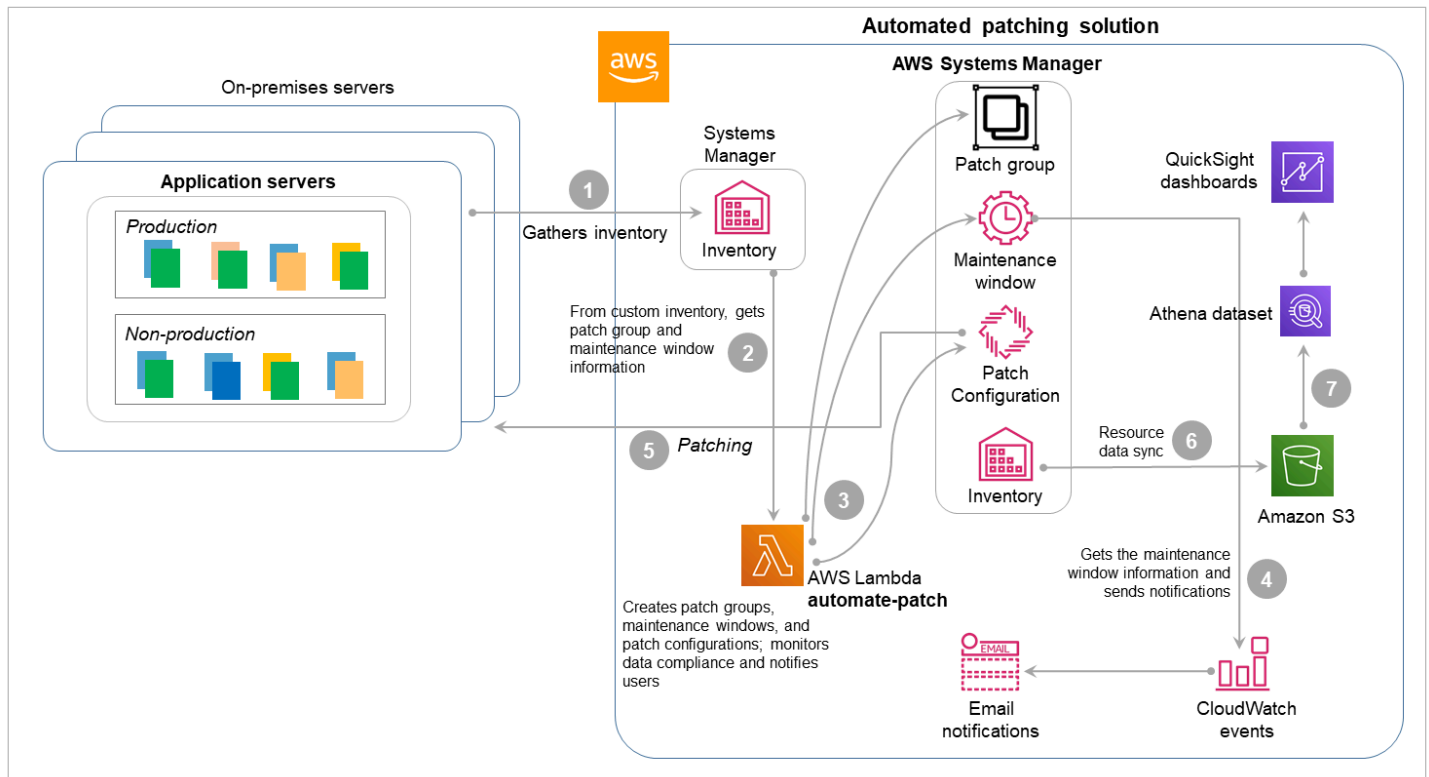 Automated patching solution
aws
On-premises servers
Application servers
Production
Non-production
1
Gathers inventory
Systems
Manager
Inventory
From custom inventory, gets
patch group and
maintenance window
information
2
5
Patching
3
AWS Lambda
automate-patch
Creates patch groups,
maintenance windows, and
patch configurations; monitors
data compliance and notifies
users
AWS Systems Manager
Patch group
Maintenance
window
Patch
Configuration
Inventory
Resource
data sync
6
QuickSight
dashboards
Athena dataset
7
Amazon S3
Gets the maintenance
window information and
sends notifications
4
EMAIL
Email
notifications
CloudWatch
events